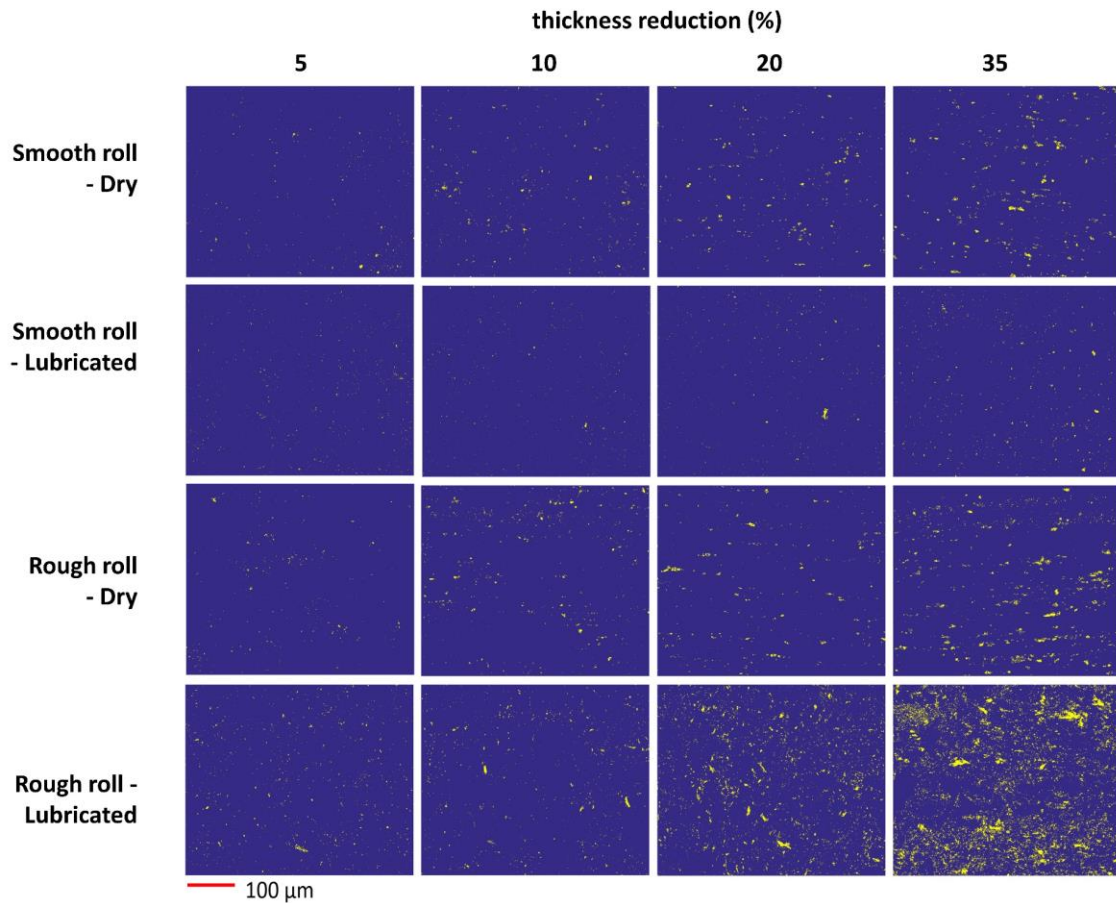 thickness reduction (%)
5 10 20 35
Smooth roll
- Dry
Smooth roll
- Lubricated
Rough roll
- Dry
Rough roll -
Lubricated
100 µm